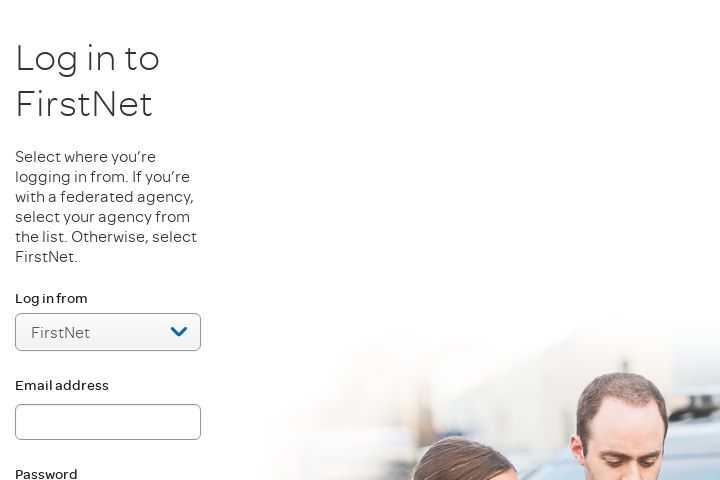 Log in to
FirstNet
Select where you’re
logging in from. If you’re
with a federated agency,
select your agency from
the list. Otherwise, select
FirstNet.
Log in from
FirstNet
Email address
Password